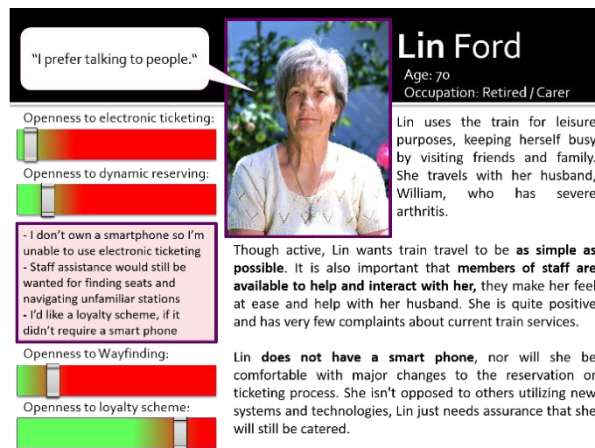 "I prefer talking to people."
Lin Ford
Age: 70
Occupation: Retired / Carer
Openness to electronic ticketing:
Openness to dynamic reserving:
- I don't own a smartphone so I'm
unable to use electronic ticketing
- Staff assistance would still be
wanted for finding seats and
navigating unfamiliar stations
- I'd like a loyalty scheme, if it
didn't require a smart phone
Openness to Wayfinding:
Openness to loyalty scheme:
Lin uses the train for leisure
purposes, keeping herself busy
by visiting friends and family.
She travels with her husband,
William, who has severe
arthritis.
Though active, Lin wants train travel to be as simple as
possible. It is also important that members of staff are
available to help and interact with her, they make her feel
at ease and help with her husband. She is quite positive
and has very few complaints about current train services.
Lin does not have a smart phone, nor will she be
comfortable with major changes to the reservation or
ticketing process. She isn't opposed to others utilizing new
systems and technologies, Lin just needs assurance that she
will still be catered.